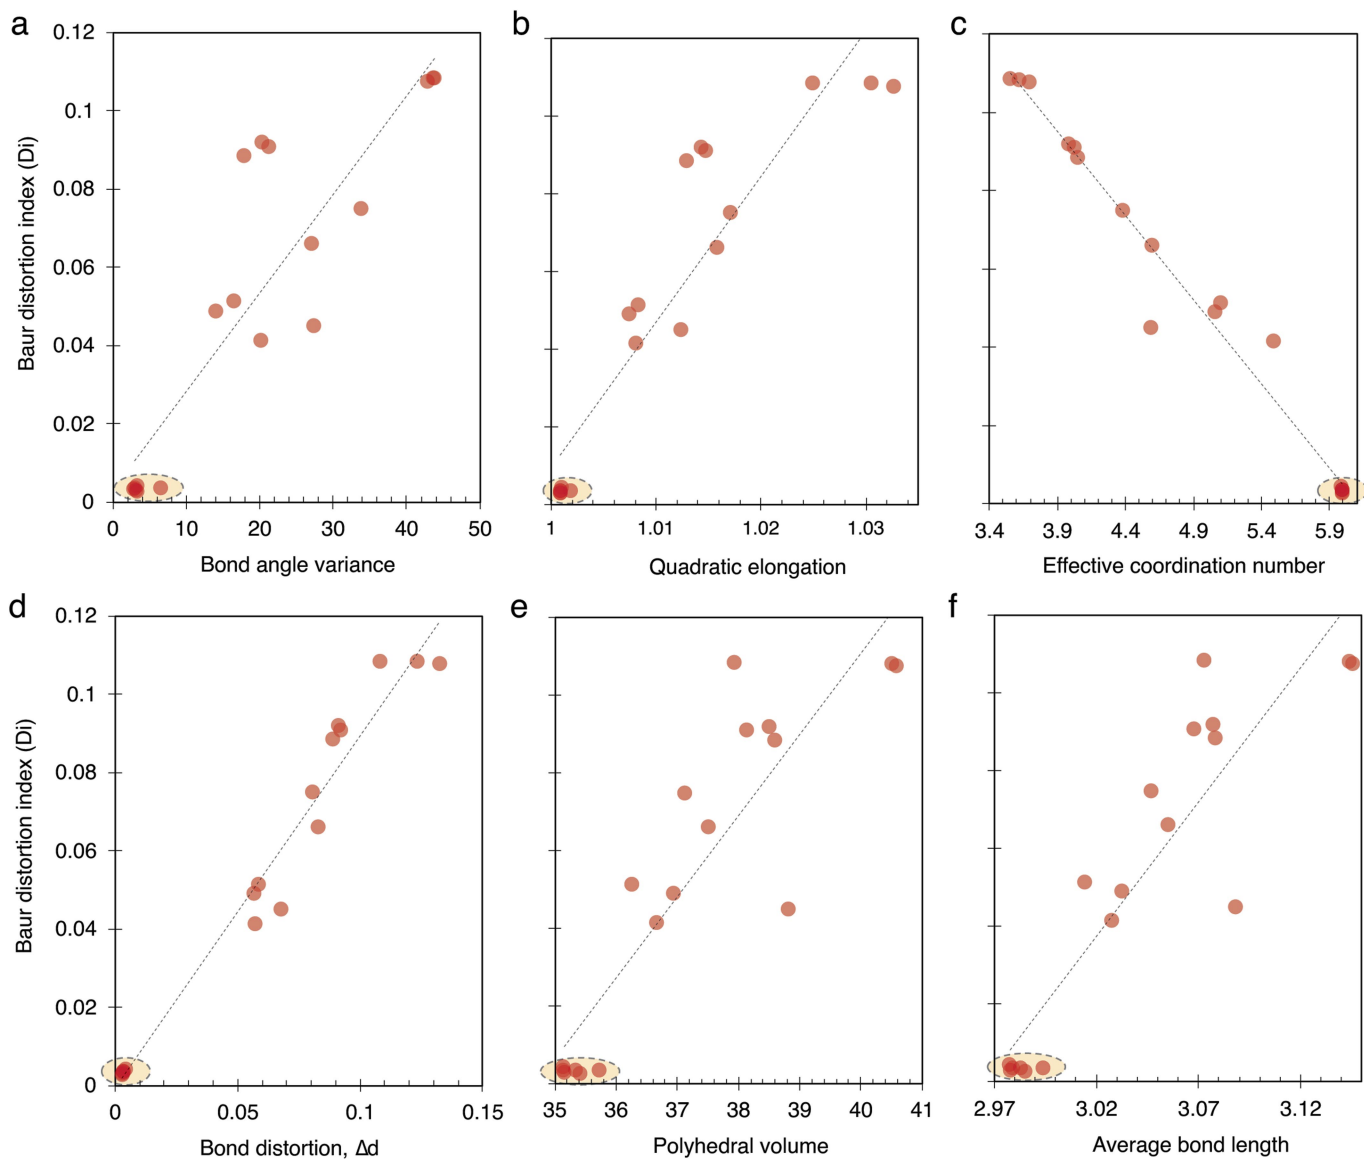 a
0.12
0.1
0.08
0.06
0.04
0.02
0
Baur distortion index (Di)
0 10 20 30 40 50
Bond angle variance
b
1 1.01 1.02 1.03
Quadratic elongation
c
3.4 3.9 4.4 4.9 5.4 5.9
Effective coordination number
d
0.12
0.1
0.08
0.06
0.04
0.02
0
Baur distortion index (Di)
0 0.05 0.1 0.15
Bond distortion, Δd
e
35 36 37 38 39 40 41
Polyhedral volume
f
2.97 3.02 3.07 3.12
Average bond length